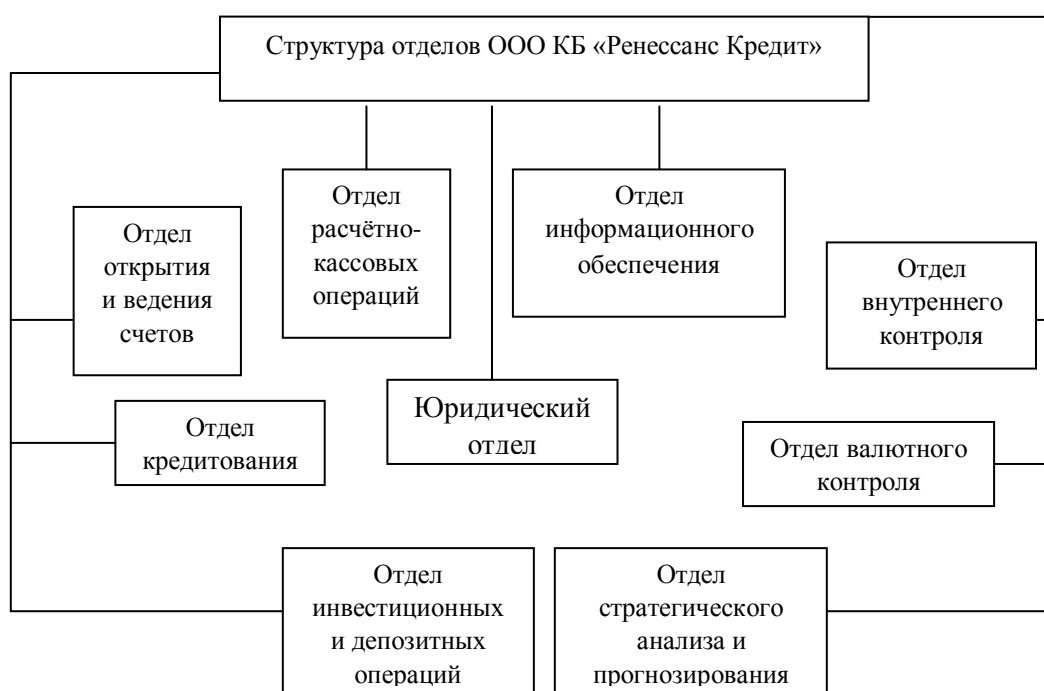 Структура отделов ООО КБ «Ренессанс Кредит»
Отдел
открытия
и ведения
счетов
Отдел
расчётно-
кассовых
операций
Отдел
информационного
обеспечения
Отдел
внутреннего
контроля
Отдел
кредитования
Юридический
отдел
Отдел валютного
контроля
Отдел
инвестиционных
и депозитных
операций
Отдел
стратегического
анализа и
прогнозирования